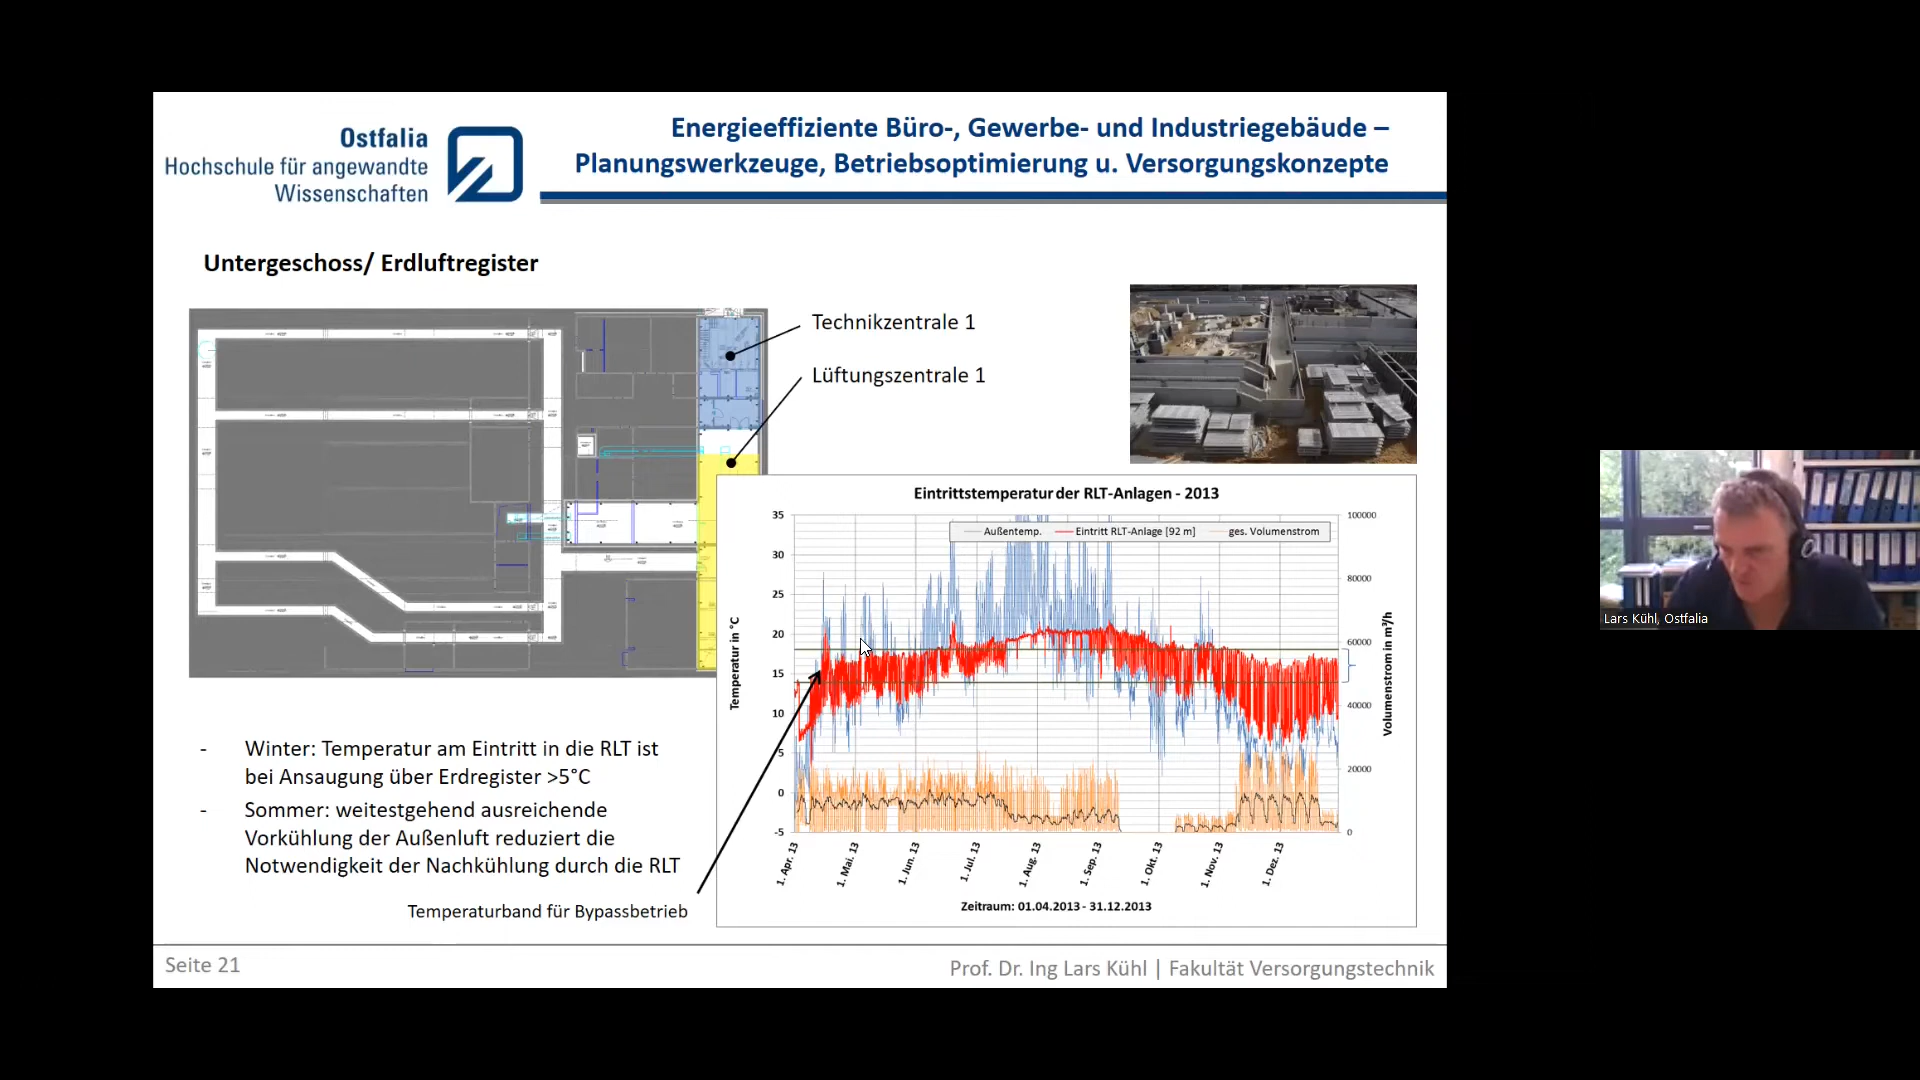 Ostfalia
Hochschule für angewandte
Wissenschaften
Energieeffiziente Büro-, Gewerbe- und Industriegebäude –
Planungswerkzeuge, Betriebsoptimierung u. Versorgungskonzepte
Untergeschoss/ Erdluftregister
Technikzentrale 1
Lüftungszentrale 1
Eintrittstemperatur der RLT-Anlagen - 2013
Außentemp.
Eintritt RLT-Anlage [92 m]
ges. Volumenstrom
Temperatur in °C
35
30
25
20
15
10
5
0
-5
100000
80000
60000
40000
20000
0
Volumenstrom in m³/h
1. Apr. 13
1. Mai. 13
1. Jun. 13
1. Jul. 13
1. Aug. 13
1. Sep. 13
1. Okt. 13
1. Nov. 13
1. Dez. 13
Zeitraum: 01.04.2013 - 31.12.2013
- Winter: Temperatur am Eintritt in die RLT ist
bei Ansaugung über Erdregister >5°C
- Sommer: weitestgehend ausreichende
Vorkühlung der Außenluft reduziert die
Notwendigkeit der Nachkühlung durch die RLT
Temperaturband für Bypassbetrieb
Seite 21
Prof. Dr. Ing Lars Kühl | Fakultät Versorgungstechnik
Lars Kühl, Ostfalia